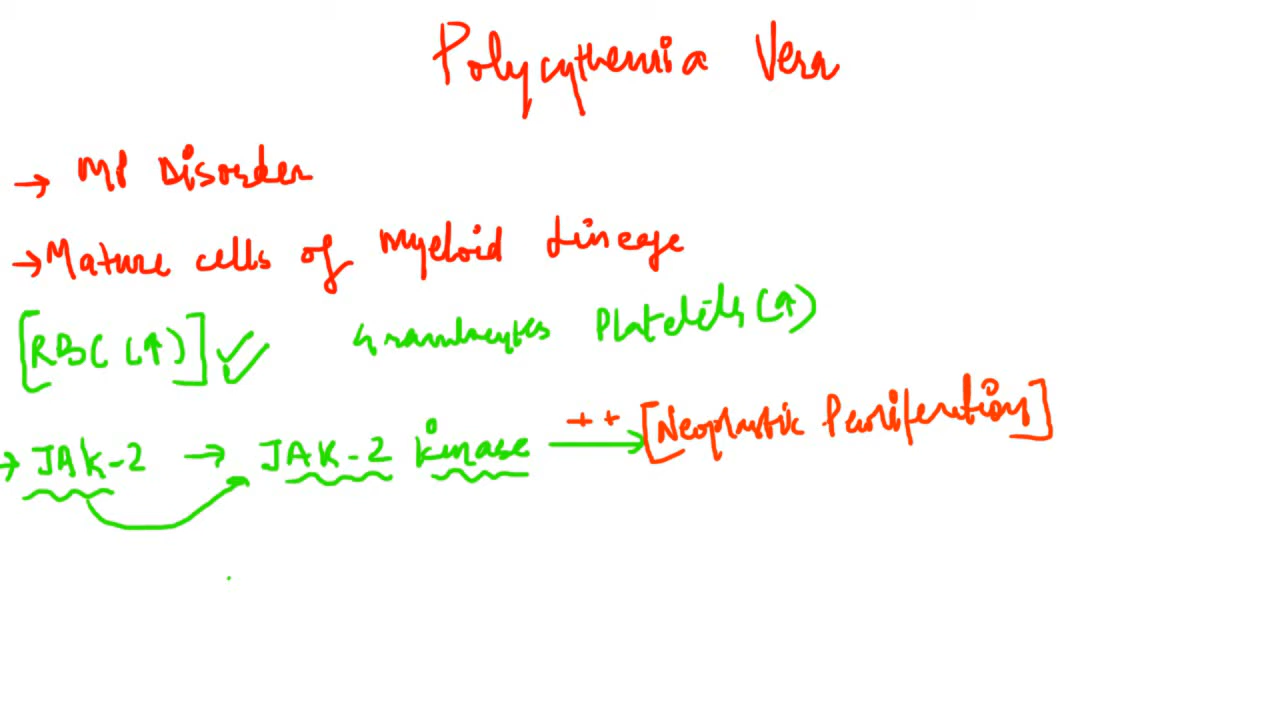 Polycythemia Vera
→ MP Disorder
→ Mature cells of Myeloid Lineage
[RBC (↑)] ✓✓ Granulocytes Platelets (↑)
→ JAK-2 → JAK-2 kinase ++ → [Neoplastic Proliferation]